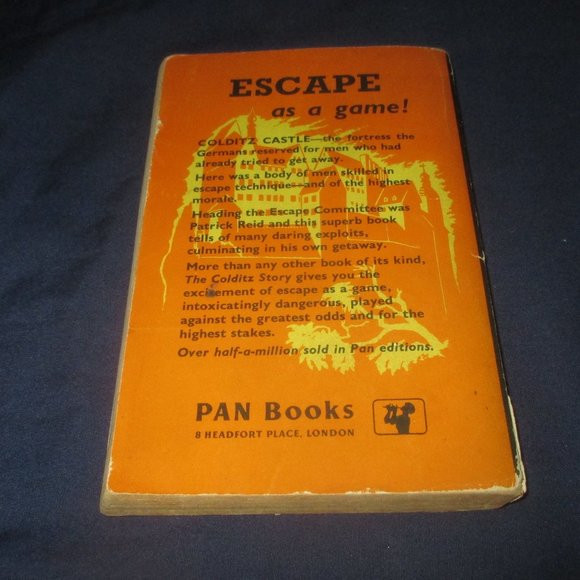 ESCAPE
as a game!
COLDITZ CASTLE—the fortress the
Germans reserved for men who had
already tried to get away.
Here was a body of men skilled in
escape technique—and of the highest
morale.
Heading the Escape Committee was
Patrick Reid and this superb book
tells of many daring exploits,
culminating in his own getaway.
More than any other book of its kind,
The Colditz Story gives you the
excitement of escape as a game,
intoxicatingly dangerous, played
against the greatest odds and for the
highest stakes.
Over half-a-million sold in Pan editions.
PAN Books
8 HEADFORT PLACE, LONDON